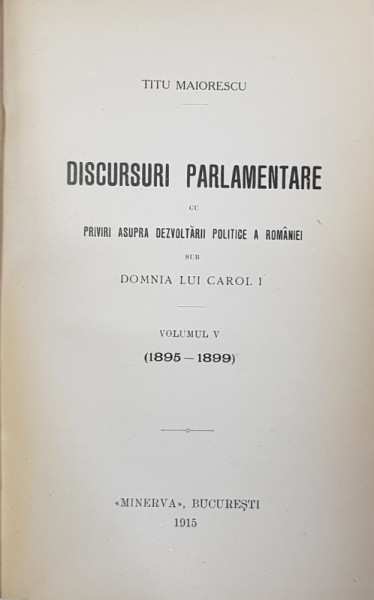 TITU MAIORESCU
DISCURSURI PARLAMENTARE
CU
PRIVIRI ASUPRA DEZVOLTĂRII POLITICE A ROMÂNIEI
SUB
DOMNIA LUI CAROL I
VOLUMUL V
(1895—1899)
«MINERVA», BUCUREȘTI
1915